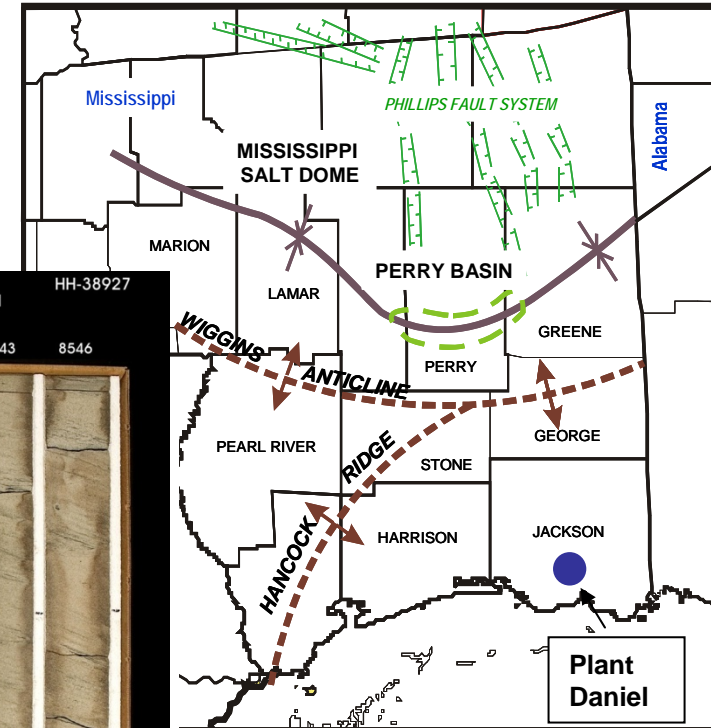 Mississippi
PHILLIPS FAULT SYSTEM
Alabama
MISSISSIPPI
SALT DOME
MARION
PERRY BASIN
HH-38927
LAMAR
GREENE
WIGGINS
ANTICLINE
8546
PERRY
PEARL RIVER
RIDGE
STONE
GEORGE
HANCOCK
HARRISON
JACKSON
Plant
Daniel